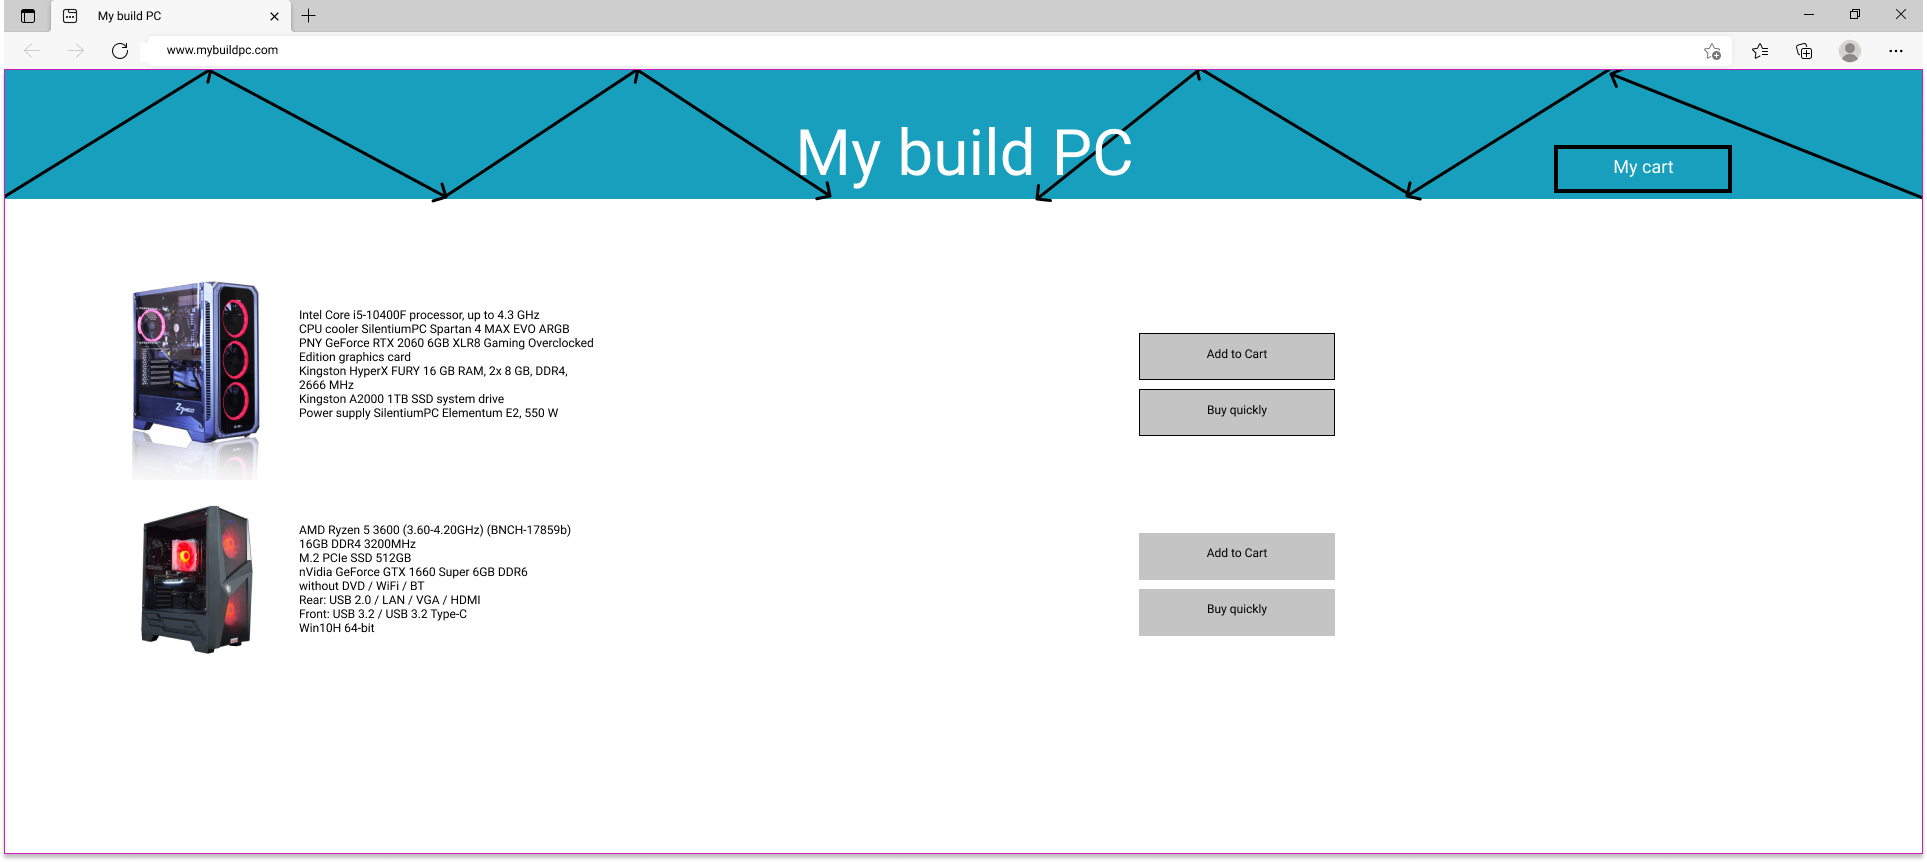 My build PC
www.mybuildpc.com
My build PC
My cart
Intel Core i5-10400F processor, up to 4.3 GHz
CPU cooler SilentiumPC Spartan 4 MAX EVO ARGB
PNY GeForce RTX 2060 6GB XLR8 Gaming Overclocked
Edition graphics card
Kingston HyperX FURY 16 GB RAM, 2x 8 GB, DDR4,
2666 MHz
Kingston A2000 1TB SSD system drive
Power supply SilentiumPC Elementum E2, 550 W
Add to Cart
Buy quickly
AMD Ryzen 5 3600 (3.60-4.20GHz) (BNCH-17859b)
16GB DDR4 3200MHz
M.2 PCIe SSD 512GB
nVidia GeForce GTX 1660 Super 6GB DDR6
without DVD / WiFi / BT
Rear: USB 2.0 / LAN / VGA / HDMI
Front: USB 3.2 / USB 3.2 Type-C
Win10H 64-bit
Add to Cart
Buy quickly